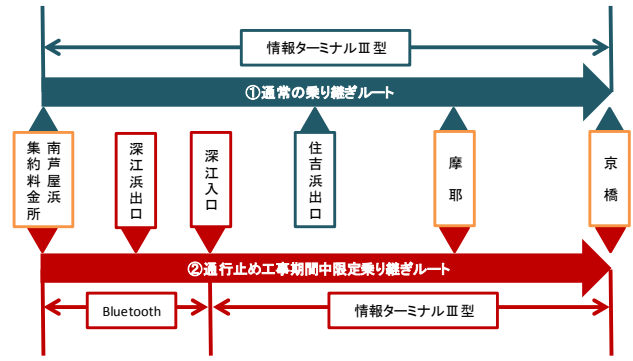 情報ターミナルⅢ型
①通常の乗り継ぎルート
南芦屋浜
集約料金所
深江浜出口
深江入口
住吉浜出口
摩耶
京橋
②通行止め工事期間中限定乗り継ぎルート
Bluetooth
情報ターミナルⅢ型